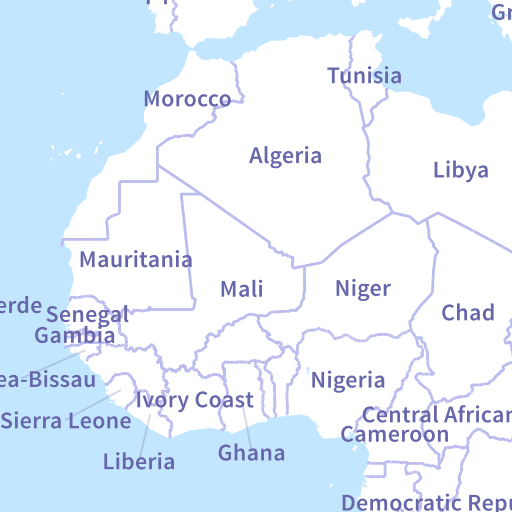 Gr
Tunisia
Morocco
Algeria
Libya
Mauritania
Mali
Niger
erde
Senegal
Chad
Gambia
ea-Bissau
Nigeria
Ivory Coast
Central African
Sierra Leone
Cameroon
Ghana
Liberia
Democratic Repu